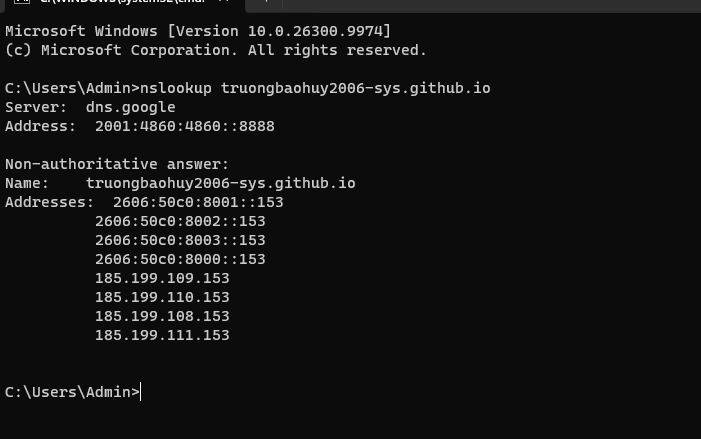 Microsoft Windows [Version 10.0.26300.9974]
(c) Microsoft Corporation. All rights reserved.
C:\Users\Admin>nslookup truongbaohuy2006-sys.github.io
Server:  dns.google
Address:  2001:4860:4860::8888
Non-authoritative answer:
Name:    truongbaohuy2006-sys.github.io
Addresses:  2606:50c0:8001::153
          2606:50c0:8002::153
          2606:50c0:8003::153
          2606:50c0:8000::153
          185.199.109.153
          185.199.110.153
          185.199.108.153
          185.199.111.153
C:\Users\Admin>